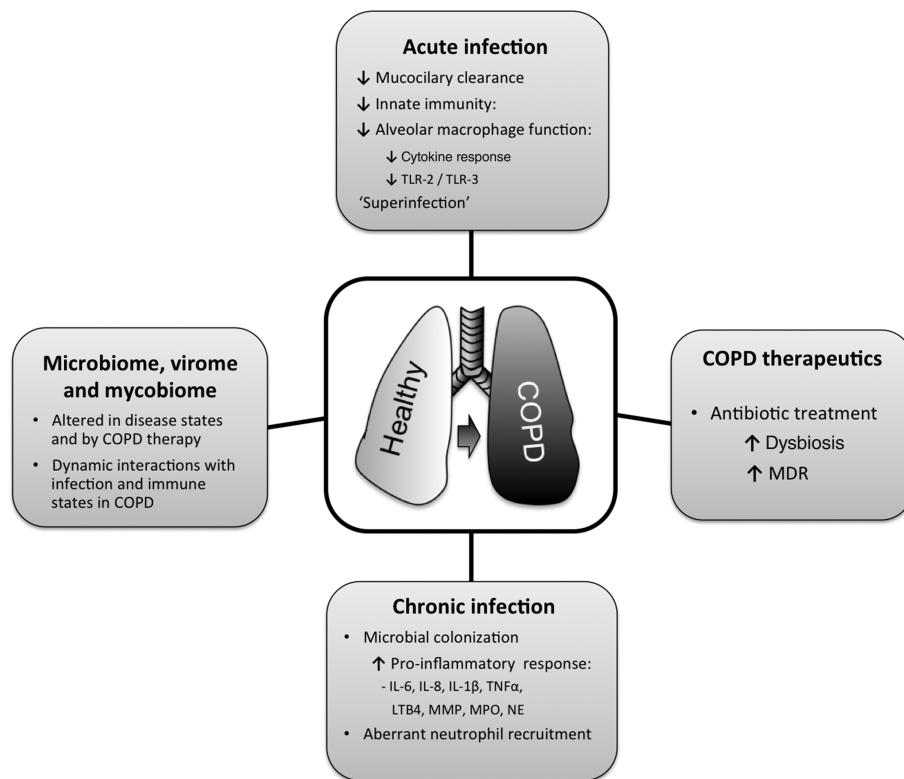 Acute infection
↓ Mucocilary clearance
↓ Innate immunity:
↓ Alveolar macrophage function:
↓ Cytokine response
↓ TLR-2 / TLR-3
‘Superinfection’
Microbiome, virome
and mycobiome
• Altered in disease states
and by COPD therapy
• Dynamic interactions with
infection and immune
states in COPD
Healthy
COPD
COPD therapeutics
• Antibiotic treatment
↑ Dysbiosis
↑ MDR
Chronic infection
• Microbial colonization
↑ Pro-inflammatory response:
- IL-6, IL-8, IL-1β, TNFα,
LTB4, MMP, MPO, NE
• Aberrant neutrophil recruitment